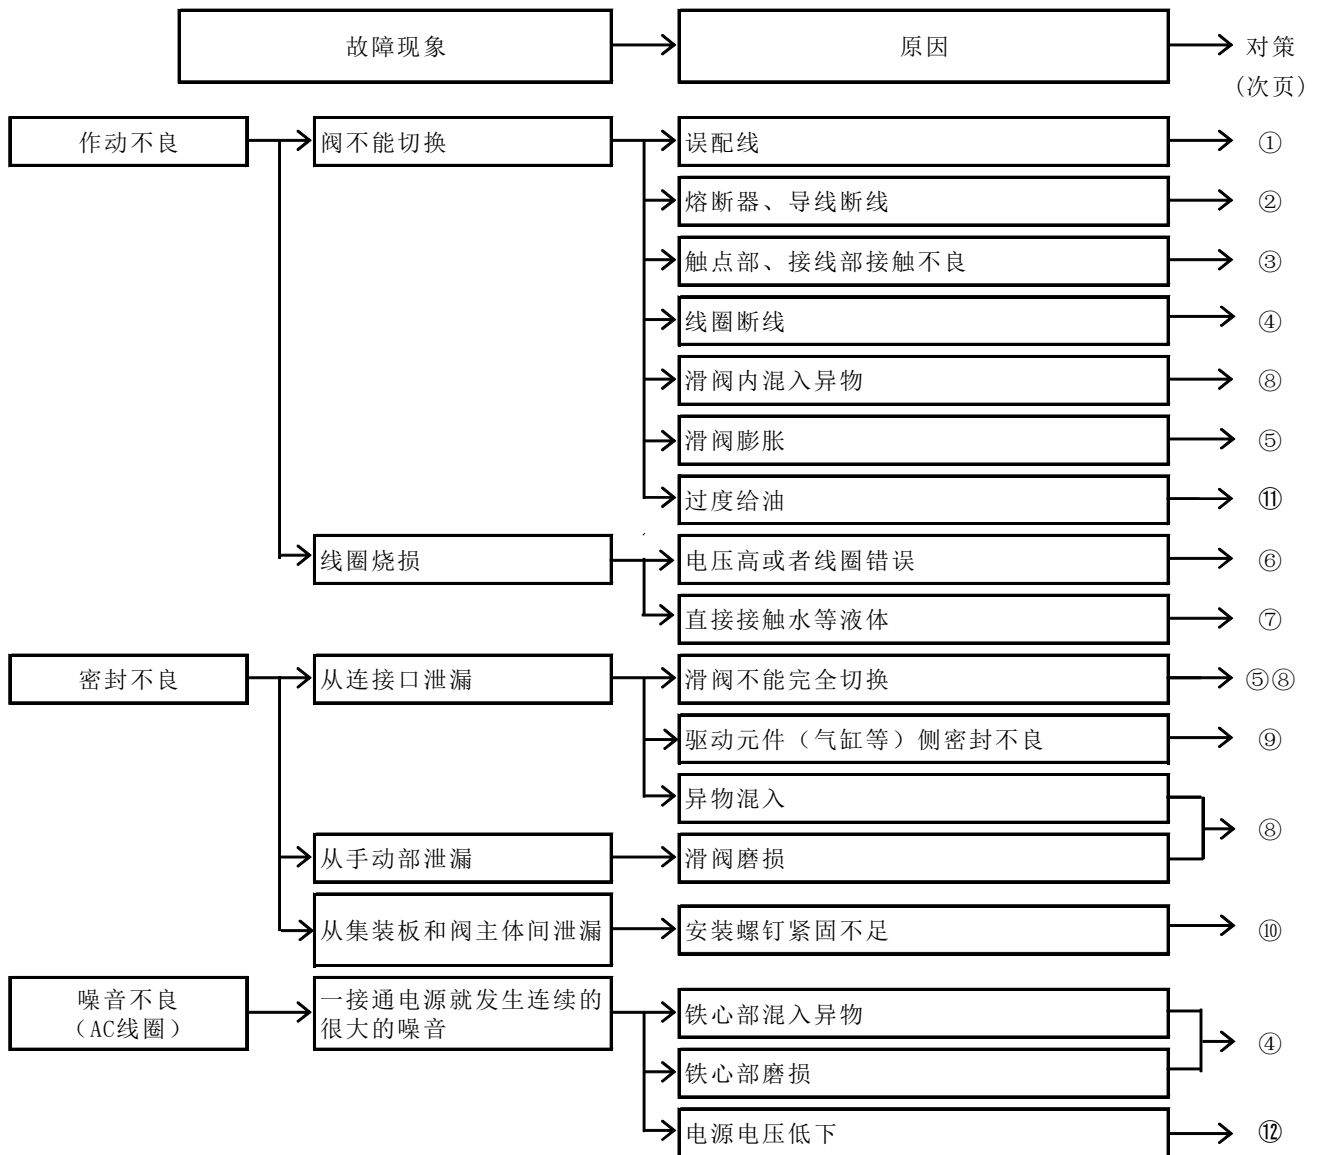 故障现象
原因
对策
(次页)
作动不良
阀不能切换
误配线
①
熔断器、导线断线
②
触点部、接线部接触不良
③
线圈断线
④
滑阀内混入异物
⑧
滑阀膨胀
⑤
过度给油
⑪
线圈烧损
电压高或者线圈错误
⑥
直接接触水等液体
⑦
密封不良
从连接口泄漏
滑阀不能完全切换
⑤⑧
驱动元件（气缸等）侧密封不良
⑨
异物混入
⑧
从手动部泄漏
滑阀磨损
从集装板和阀主体间泄漏
安装螺钉紧固不足
⑩
噪音不良
（AC线圈）
一接通电源就发生连续的
很大的噪音
铁心部混入异物
④
铁心部磨损
电源电压低下
⑫